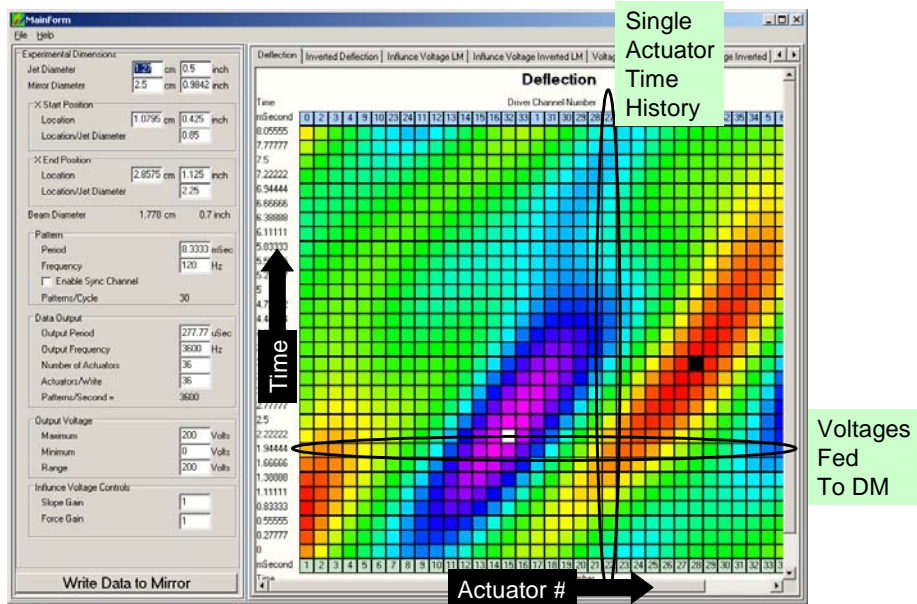 MainForm
File Help
Experimental Dimensions
Jet Diameter 1.27 cm 0.5 inch
Mirror Diameter 2.5 cm 0.9842 inch
X Start Position
Location 1.0795 cm 0.425 inch
Location/Jet Diameter 0.85
X End Position
Location 2.8575 cm 1.125 inch
Location/Jet Diameter 2.25
Beam Diameter 1.778 cm 0.7 inch
Pattern
Period 8.3333 mSec
Frequency 120 Hz
Enable Sync Channel
Patterns/Cycle 30
Data Output
Output Period 277.77 uSec
Output Frequency 3600 Hz
Number of Actuators 36
Actuators/Write 36
Patterns/Second = 3600
Output Voltage
Maximum 200 Volts
Minimum 0 Volts
Range 200 Volts
Influnce Voltage Controls
Slope Gain 1
Force Gain 1
Write Data to Mirror
Deflection Inverted Deflection Influnce Voltage LM Influnce Voltage Inverted LM
Deflection
Time Driver Channel Number
mSecond 0 2 3 4 9 10 23 24 11 12 13 14 15 16 32 33 1 31 30 29 28
8.05555
7.77777
7.5
7.22222
6.94444
6.66666
6.38888
6.11111
5.83333
2.77777
2.5
2.22222
1.94444
1.66666
1.38888
1.11111
0.83333
0.55555
0.27777
0
mSecond 1 2 3 4 5 6 7 8 9 10 11 12 13 14 15 16 17 18 19 20 21 22 23 24 25 26 27 28 29 30 31 32 33
Time
Actuator #
Single
Actuator
Time
History
Voltages
Fed
To DM